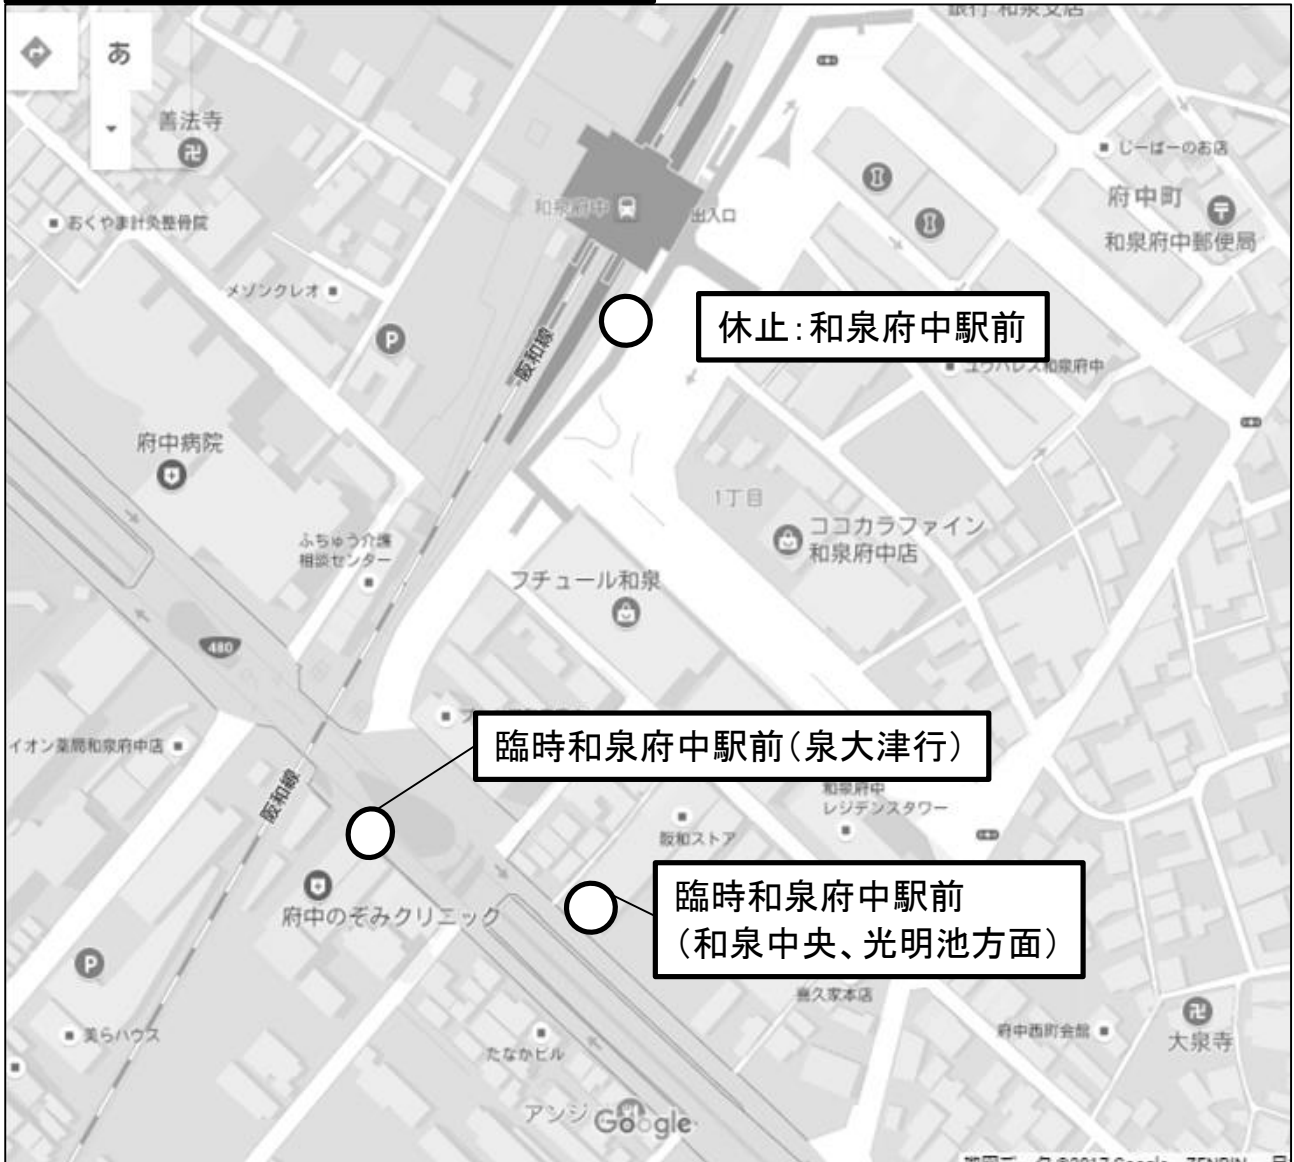 あ
善法寺
じーばーのお店
府中町
和泉府中
出入口
おくやま針灸整骨院
和泉府中郵便局
メゾンクレオ
P
休止：和泉府中駅前
阪和線
府中病院
1丁目
ココカラファイン
和泉府中店
ふちゅう介護
相談センター
フチュール和泉
480
臨時和泉府中駅前（泉大津行）
イオン薬局和泉府中店
阪和線
和泉府中
レジデンスタワー
阪和ストア
臨時和泉府中駅前
（和泉中央、光明池方面）
府中のぞみクリニック
P
喜久家本店
美らハウス
府中西町会館
大泉寺
たなかビル
アンジ
Google